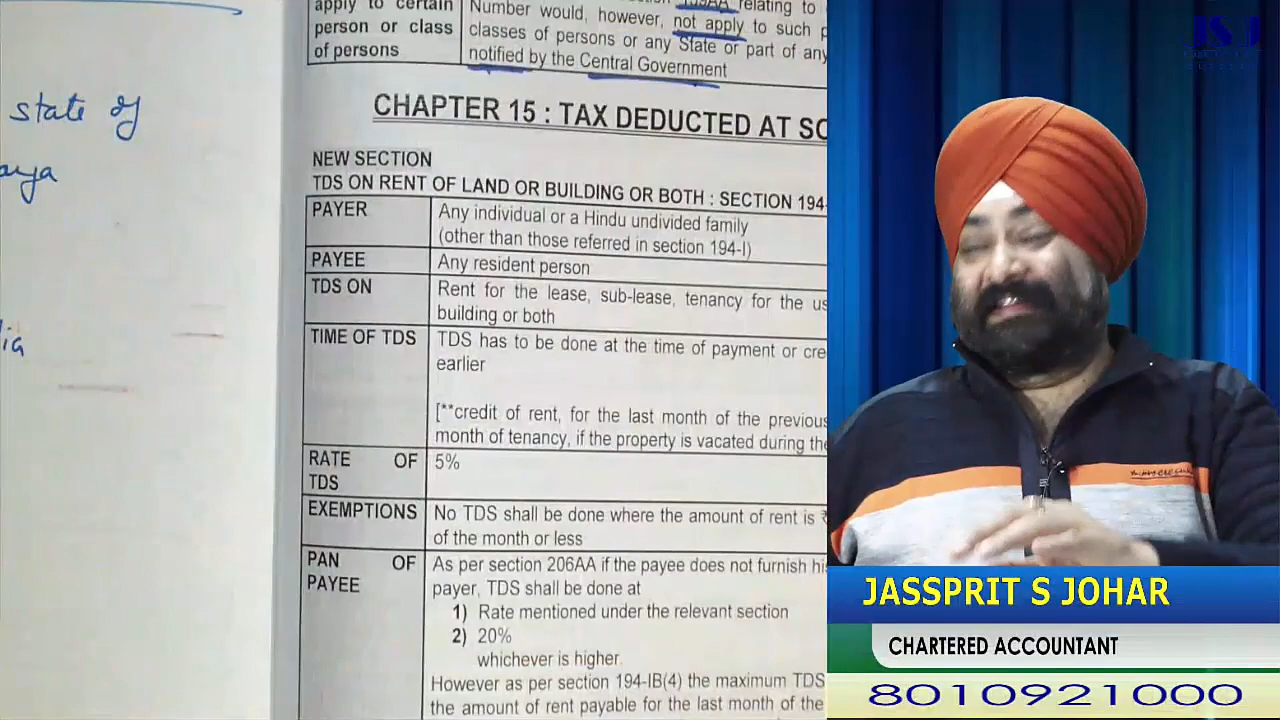 state of
apply to certain
person or class
of persons
relating to
Number would, however, not apply to such
classes of persons or any State or part of any
notified by the Central Government
CHAPTER 15 : TAX DEDUCTED AT
NEW SECTION
TDS ON RENT OF LAND OR BUILDING OR BOTH : SECTION 194
PAYER
Any individual or a Hindu undivided family
(other than those referred in section 194-I)
PAYEE
Any resident person
TDS ON
Rent for the lease, sub-lease, tenancy for the
building or both
TIME OF TDS
TDS has to be done at the time of payment or
earlier
[**credit of rent, for the last month of the previous
month of tenancy, if the property is vacated during the
RATE OF
TDS
5%
EXEMPTIONS
No TDS shall be done where the amount of rent is
of the month or less
PAN OF
PAYEE
As per section 206AA if the payee does not furnish
payer, TDS shall be done at
1) Rate mentioned under the relevant section
2) 20%
whichever is higher.
However as per section 194-IB(4) the maximum TDS
the amount of rent payable for the last month of the
JSJ
JASSPRIT S JOHAR
CHARTERED ACCOUNTANT
8010921000